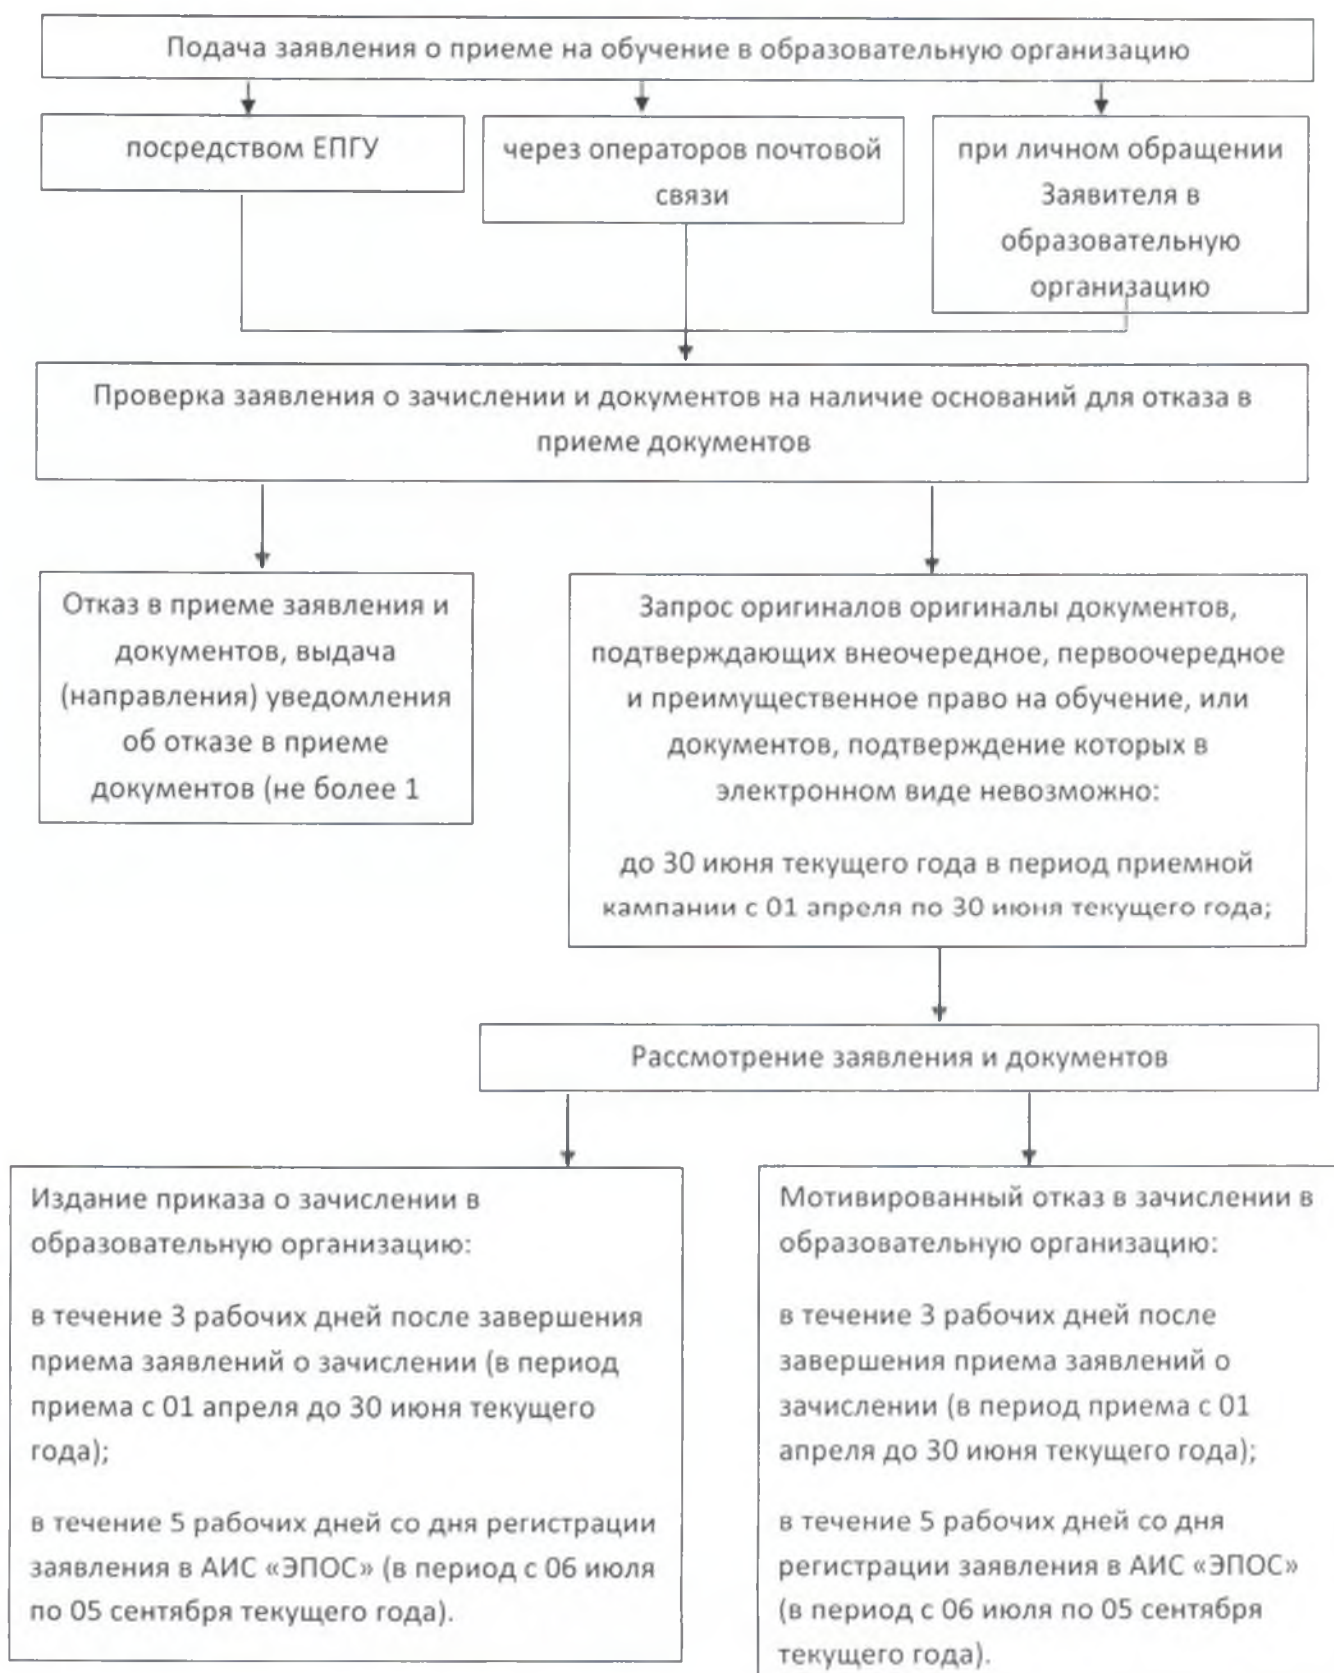 Подача заявления о приеме на обучение в образовательную организацию
посредством ЕПГУ
через операторов почтовой
связи
при личном обращении
Заявителя в
образовательную
организацию
Проверка заявления о зачислении и документов на наличие оснований для отказа в
приеме документов
Отказ в приеме заявления и
документов, выдача
(направления) уведомления
об отказе в приеме
документов (не более 1
Запрос оригиналов оригиналы документов,
подтверждающих внеочередное, первоочередное
и преимущественное право на обучение, или
документов, подтверждение которых в
электронном виде невозможно:
до 30 июня текущего года в период приемной
кампании с 01 апреля по 30 июня текущего года;
Рассмотрение заявления и документов
Издание приказа о зачислении в
образовательную организацию:
в течение 3 рабочих дней после завершения
приема заявлений о зачислении (в период
приема с 01 апреля до 30 июня текущего
года);
в течение 5 рабочих дней со дня регистрации
заявления в АИС «ЭПОС» (в период с 06 июля
по 05 сентября текущего года).
Мотивированный отказ в зачислении в
образовательную организацию:
в течение 3 рабочих дней после
завершения приема заявлений о
зачислении (в период приема с 01
апреля до 30 июня текущего года);
в течение 5 рабочих дней со дня
регистрации заявления в АИС «ЭПОС»
(в период с 06 июля по 05 сентября
текущего года).